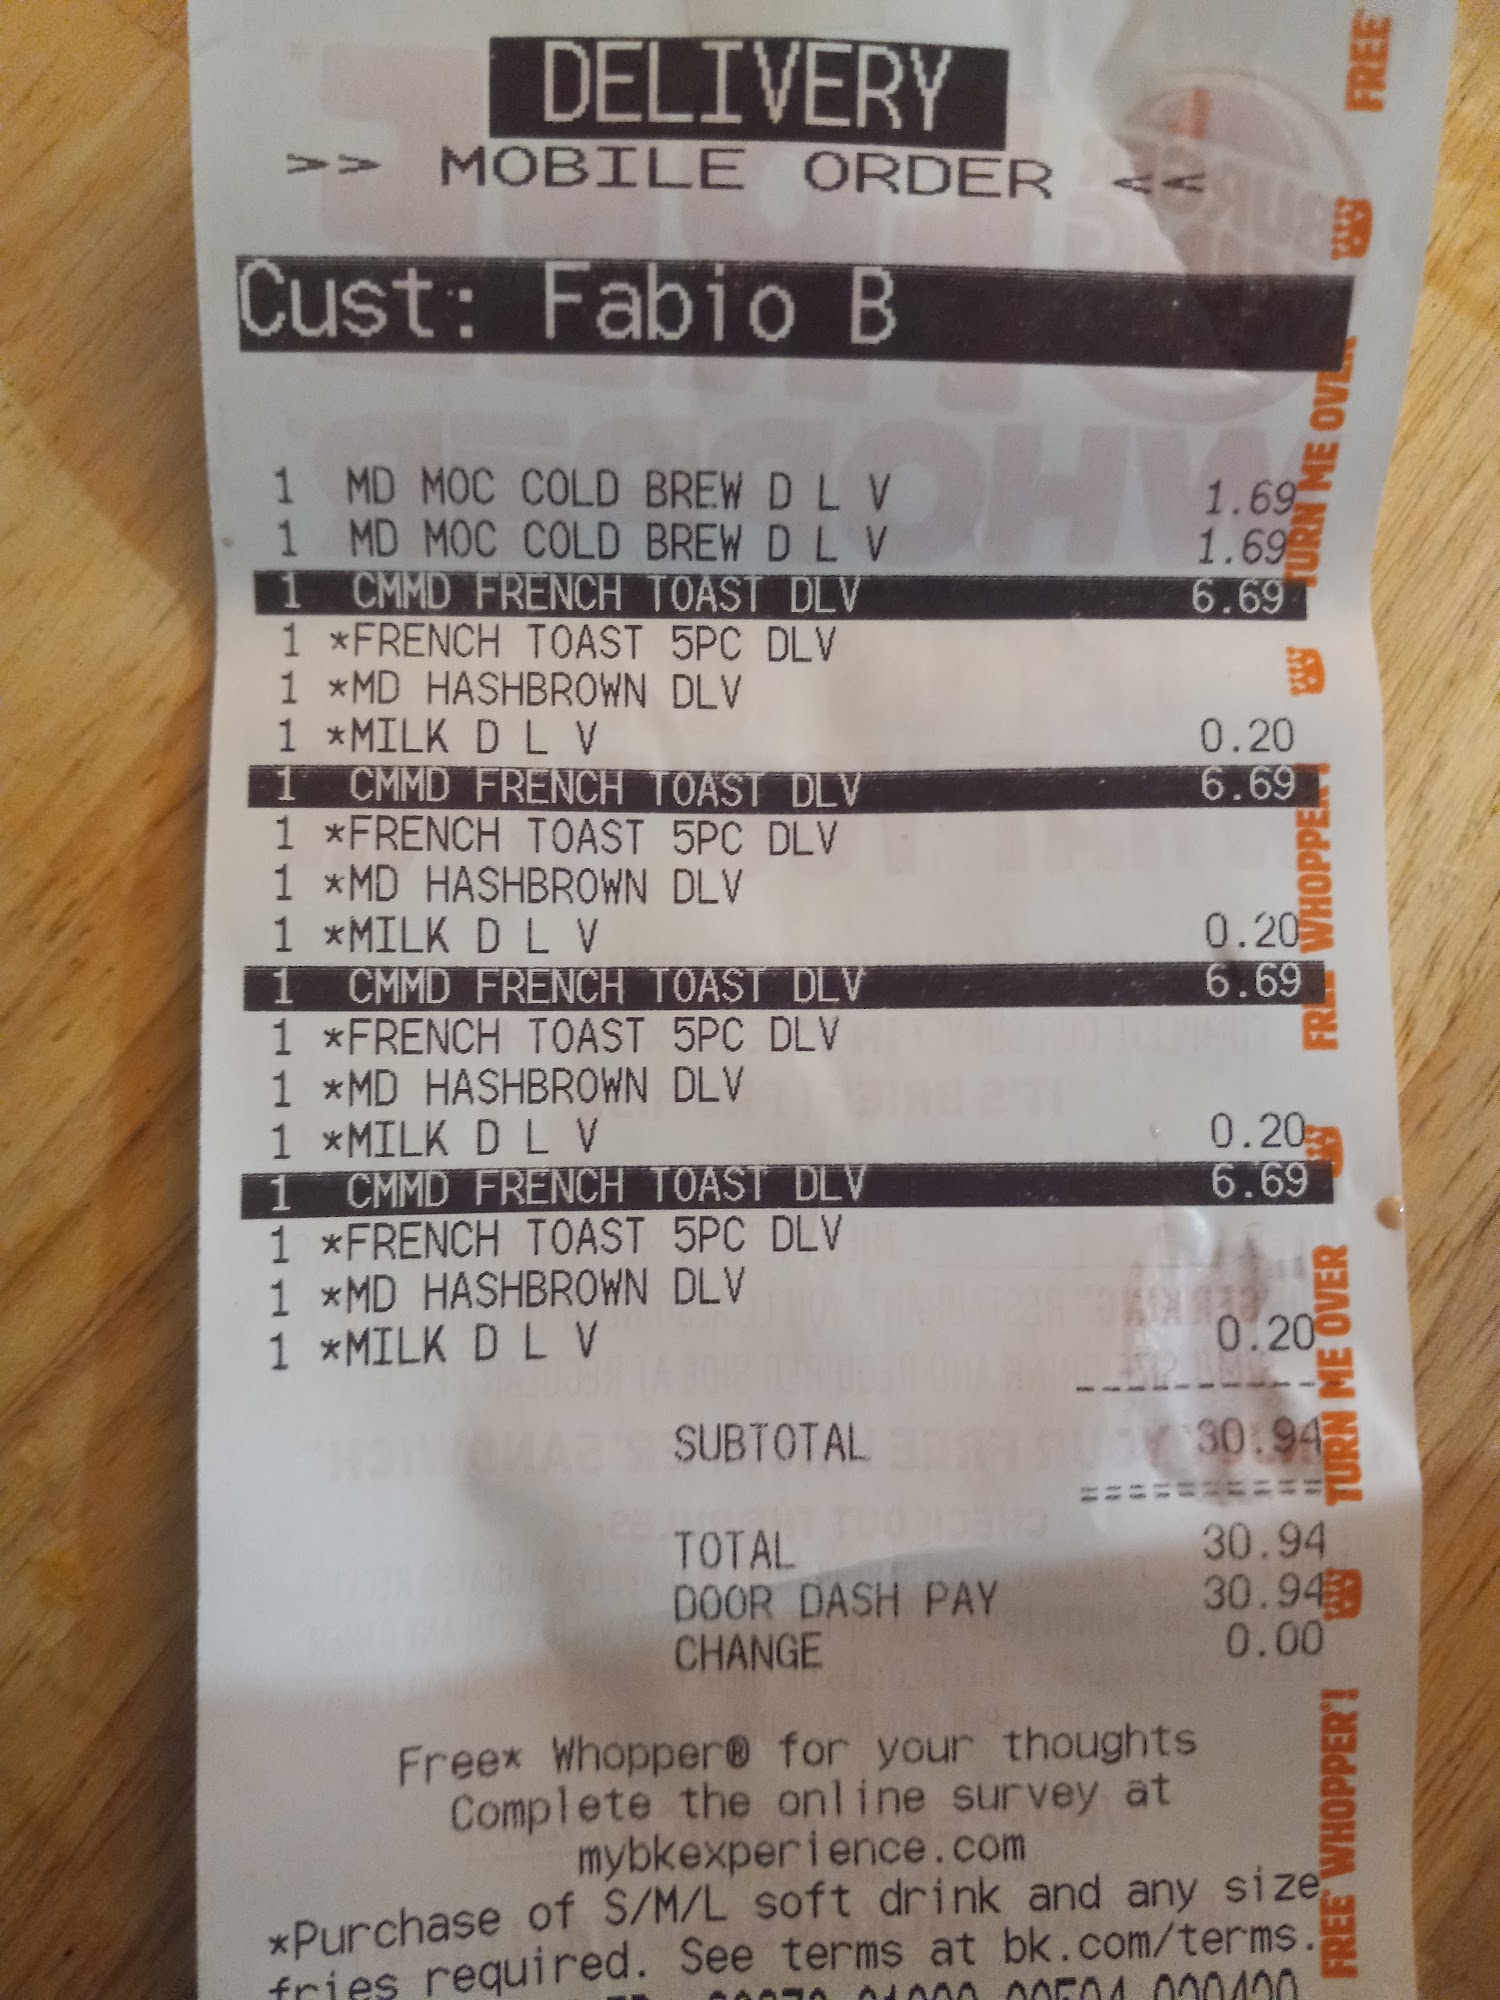 DELIVERY
>> MOBILE ORDER <<
Cust: Fabio B
1 MD MOC COLD BREW D L V 1.69
1 MD MOC COLD BREW D L V 1.69
1 CMMD FRENCH TOAST DLV 6.69
1 *FRENCH TOAST 5PC DLV
1 *MD HASHBROWN DLV
1 *MILK D L V 0.20
1 CMMD FRENCH TOAST DLV 6.69
1 *FRENCH TOAST 5PC DLV
1 *MD HASHBROWN DLV
1 *MILK D L V 0.20
1 CMMD FRENCH TOAST DLV 6.69
1 *FRENCH TOAST 5PC DLV
1 *MD HASHBROWN DLV
1 *MILK D L V 0.20
1 CMMD FRENCH TOAST DLV 6.69
1 *FRENCH TOAST 5PC DLV
1 *MD HASHBROWN DLV
1 *MILK D L V 0.20
SUBTOTAL 30.94
TOTAL 30.94
DOOR DASH PAY 30.94
CHANGE 0.00
Free* Whopper® for your thoughts
Complete the online survey at
mybkexperience.com
*Purchase of S/M/L soft drink and any size
fries required. See terms at bk.com/terms.
FREE
TURN ME OVER
FREE WHOPPER!
TURN ME OVER
FREE WHOPPER!